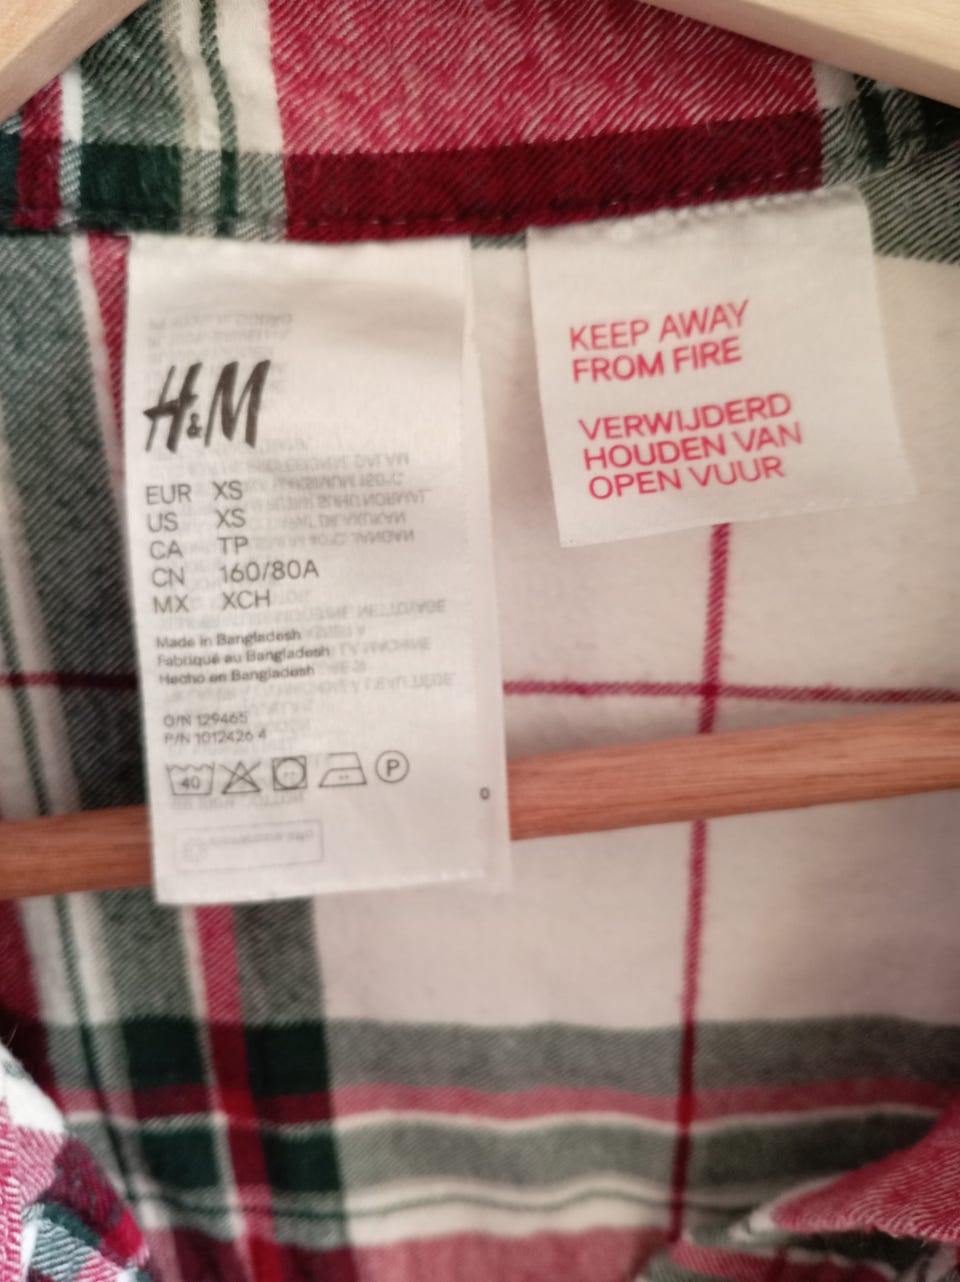 H&M
EUR XS
US XS
CA TP
CN 160/80A
MX XCH
Made in Bangladesh
Fabriqué au Bangladesh
Hecho en Bangladesh
O/N 129465
P/N 1012426 4
40
P
0
KEEP AWAY
FROM FIRE
VERWIJDERD
HOUDEN VAN
OPEN VUUR